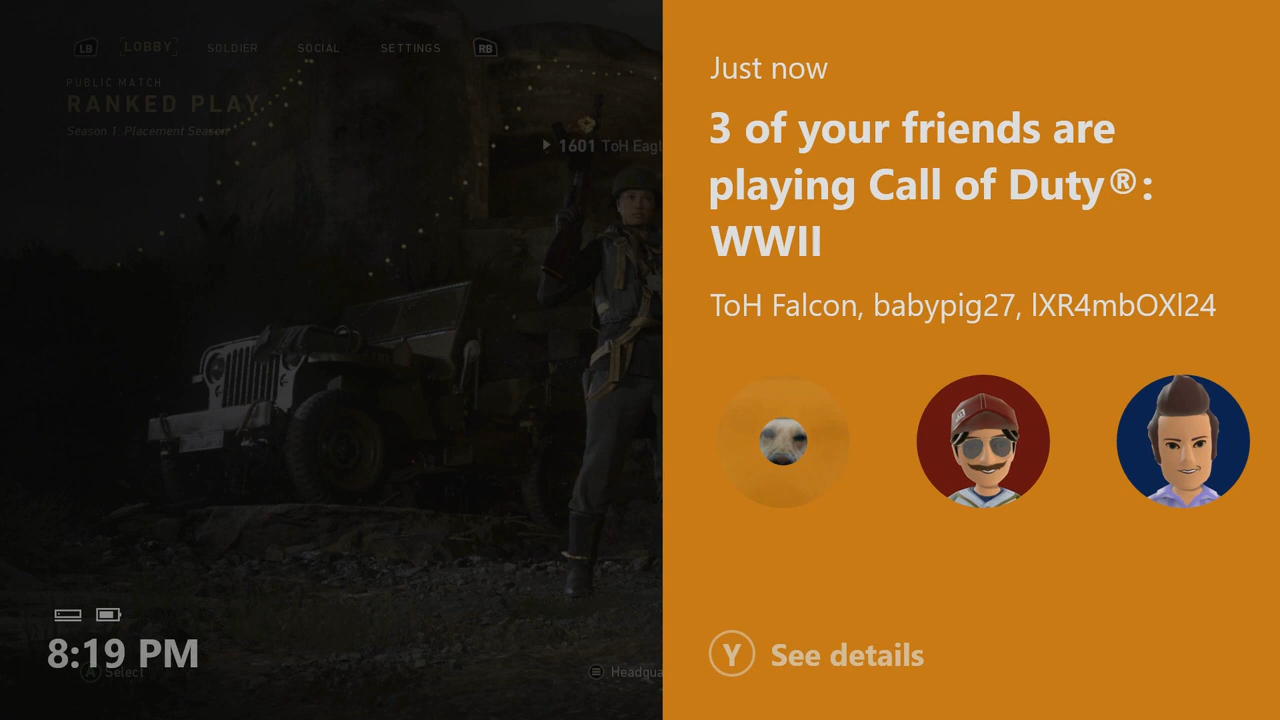 LB LOBBY SOLDIER SOCIAL SETTINGS RB
PUBLIC MATCH
RANKED PLAY
Season 1: Placement Season
1601 ToH Eagl
Just now
3 of your friends are
playing Call of Duty®:
WWII
ToH Falcon, babypig27, lXR4mbOXl24
8:19 PM
A Select
Headqua
Y See details